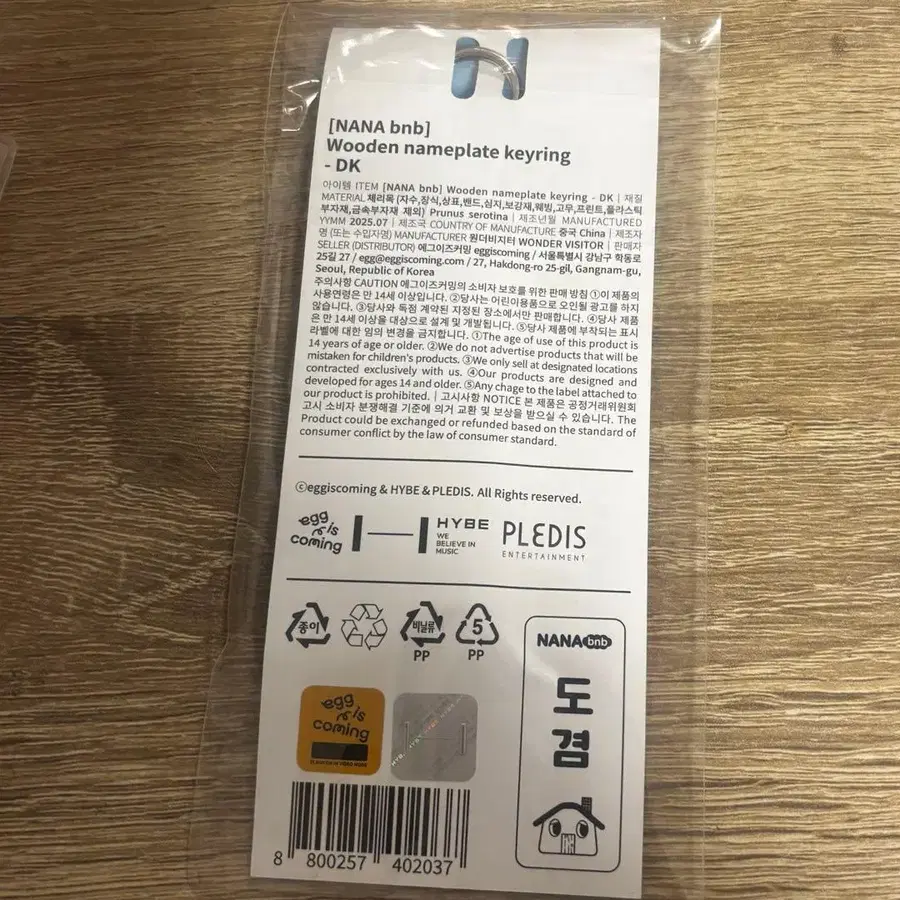 [NANA bnb]
Wooden nameplate keyring
- DK
아이템 ITEM [NANA bnb] Wooden nameplate keyring - DK | 재질
MATERIAL 체리목 (자수,장식,상표,밴드,심지,보강재,웨빙,고무,프린트,플라스틱
부자재,금속부자재 제외) Prunus serotina | 제조년월 MANUFACTURED
YYMM 2025.07 | 제조국 COUNTRY OF MANUFACTURE 중국 China | 제조자
명 (또는 수입자명) MANUFACTURER 원더비지터 WONDER VISITOR | 판매자
SELLER (DISTRIBUTOR) 에그이즈커밍 eggiscoming / 서울특별시 강남구 학동로
25길 27 / egg@eggiscoming.com / 27, Hakdong-ro 25-gil, Gangnam-gu,
Seoul, Republic of Korea
주의사항 CAUTION 에그이즈커밍의 소비자 보호를 위한 판매 방침 ①이 제품의
사용연령은 만 14세 이상입니다. ②당사는 어린이용품으로 오인될 광고를 하지
않습니다. ③당사와 독점 계약된 지정된 장소에서만 판매합니다. ④당사 제품
은 만 14세 이상을 대상으로 설계 및 개발됩니다. ⑤당사 제품에 부착되는 표시
라벨에 대한 임의 변경을 금지합니다. ①The age of use of this product is
14 years of age or older. ②We do not advertise products that will be
mistaken for children's products. ③We only sell at designated locations
contracted exclusively with us. ④Our products are designed and
developed for ages 14 and older. ⑤Any chage to the label attached to
our product is prohibited. | 고시사항 NOTICE 본 제품은 공정거래위원회
고시 소비자 분쟁해결 기준에 의거 교환 및 보상을 받으실 수 있습니다. The
Product could be exchanged or refunded based on the standard of
consumer conflict by the law of consumer standard.
ⓒeggiscoming & HYBE & PLEDIS. All Rights reserved.
egg is coming
HYBE
WE
BELIEVE IN
MUSIC
PLEDIS
ENTERTAINMENT
종이
비닐류
PP
5
PP
NANA bnb
도
겸
egg is coming
HYBE
8 800257 402037